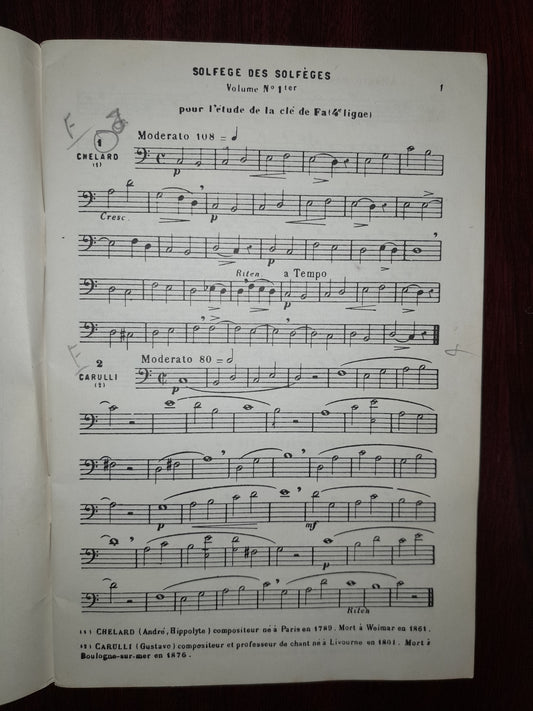 SOLFEGE DES SOLFÈGES
Volume Nº 1ter
1
pour l'étude de la clé de Fa (4e ligne)
F
1
CHELARD
(1)
Moderato 108 =
p
p
Cresc.
p
p
Riten
a Tempo
p
F
2
CARULLI
(2)
Moderato 80 =
p
p
mf
p
Riten
(1) CHELARD (André, Hippolyte) compositeur né à Paris en 1789. Mort à Weimar en 1861.
(2) CARULLI (Gustave) compositeur et professeur de chant né à Livourne en 1801. Mort à
Boulogne-sur-mer en 1876.